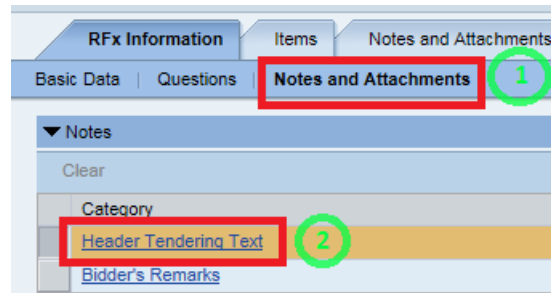 RFx Information Items Notes and Attachments
Basic Data | Questions | Notes and Attachments 1
Notes
Clear
Category
Header Tendering Text 2
Bidder's Remarks